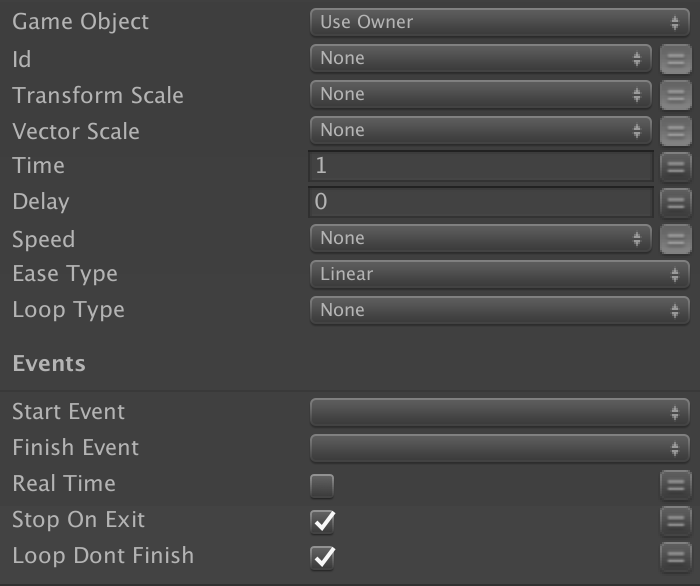 Game Object Use Owner
Id None
Transform Scale None
Vector Scale None
Time 1
Delay 0
Speed None
Ease Type Linear
Loop Type None
Events
Start Event
Finish Event
Real Time
Stop On Exit
Loop Dont Finish